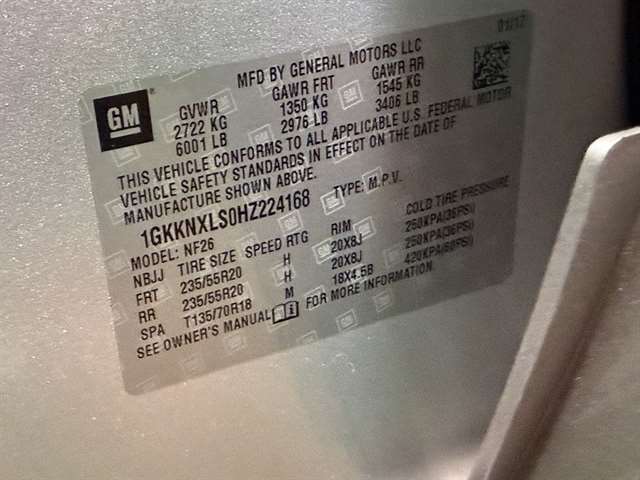 01/17
MFD BY GENERAL MOTORS LLC
GM
GVWR GAWR FRT GAWR RR
2722 KG 1350 KG 1545 KG
6001 LB 2976 LB 3406 LB
THIS VEHICLE CONFORMS TO ALL APPLICABLE U.S. FEDERAL MOTOR
VEHICLE SAFETY STANDARDS IN EFFECT ON THE DATE OF
MANUFACTURE SHOWN ABOVE.
1GKKNXLS0HZ224168 TYPE: M.P.V.
MODEL: NF26
NBJJ TIRE SIZE SPEED RTG RIM COLD TIRE PRESSURE
FRT 235/55R20 H 20X8J 250KPA(36PSI)
RR 235/55R20 H 20X8J 250KPA(36PSI)
SPA T135/70R18 M 18X4.5B 420KPA(60PSI)
SEE OWNER'S MANUAL FOR MORE INFORMATION.